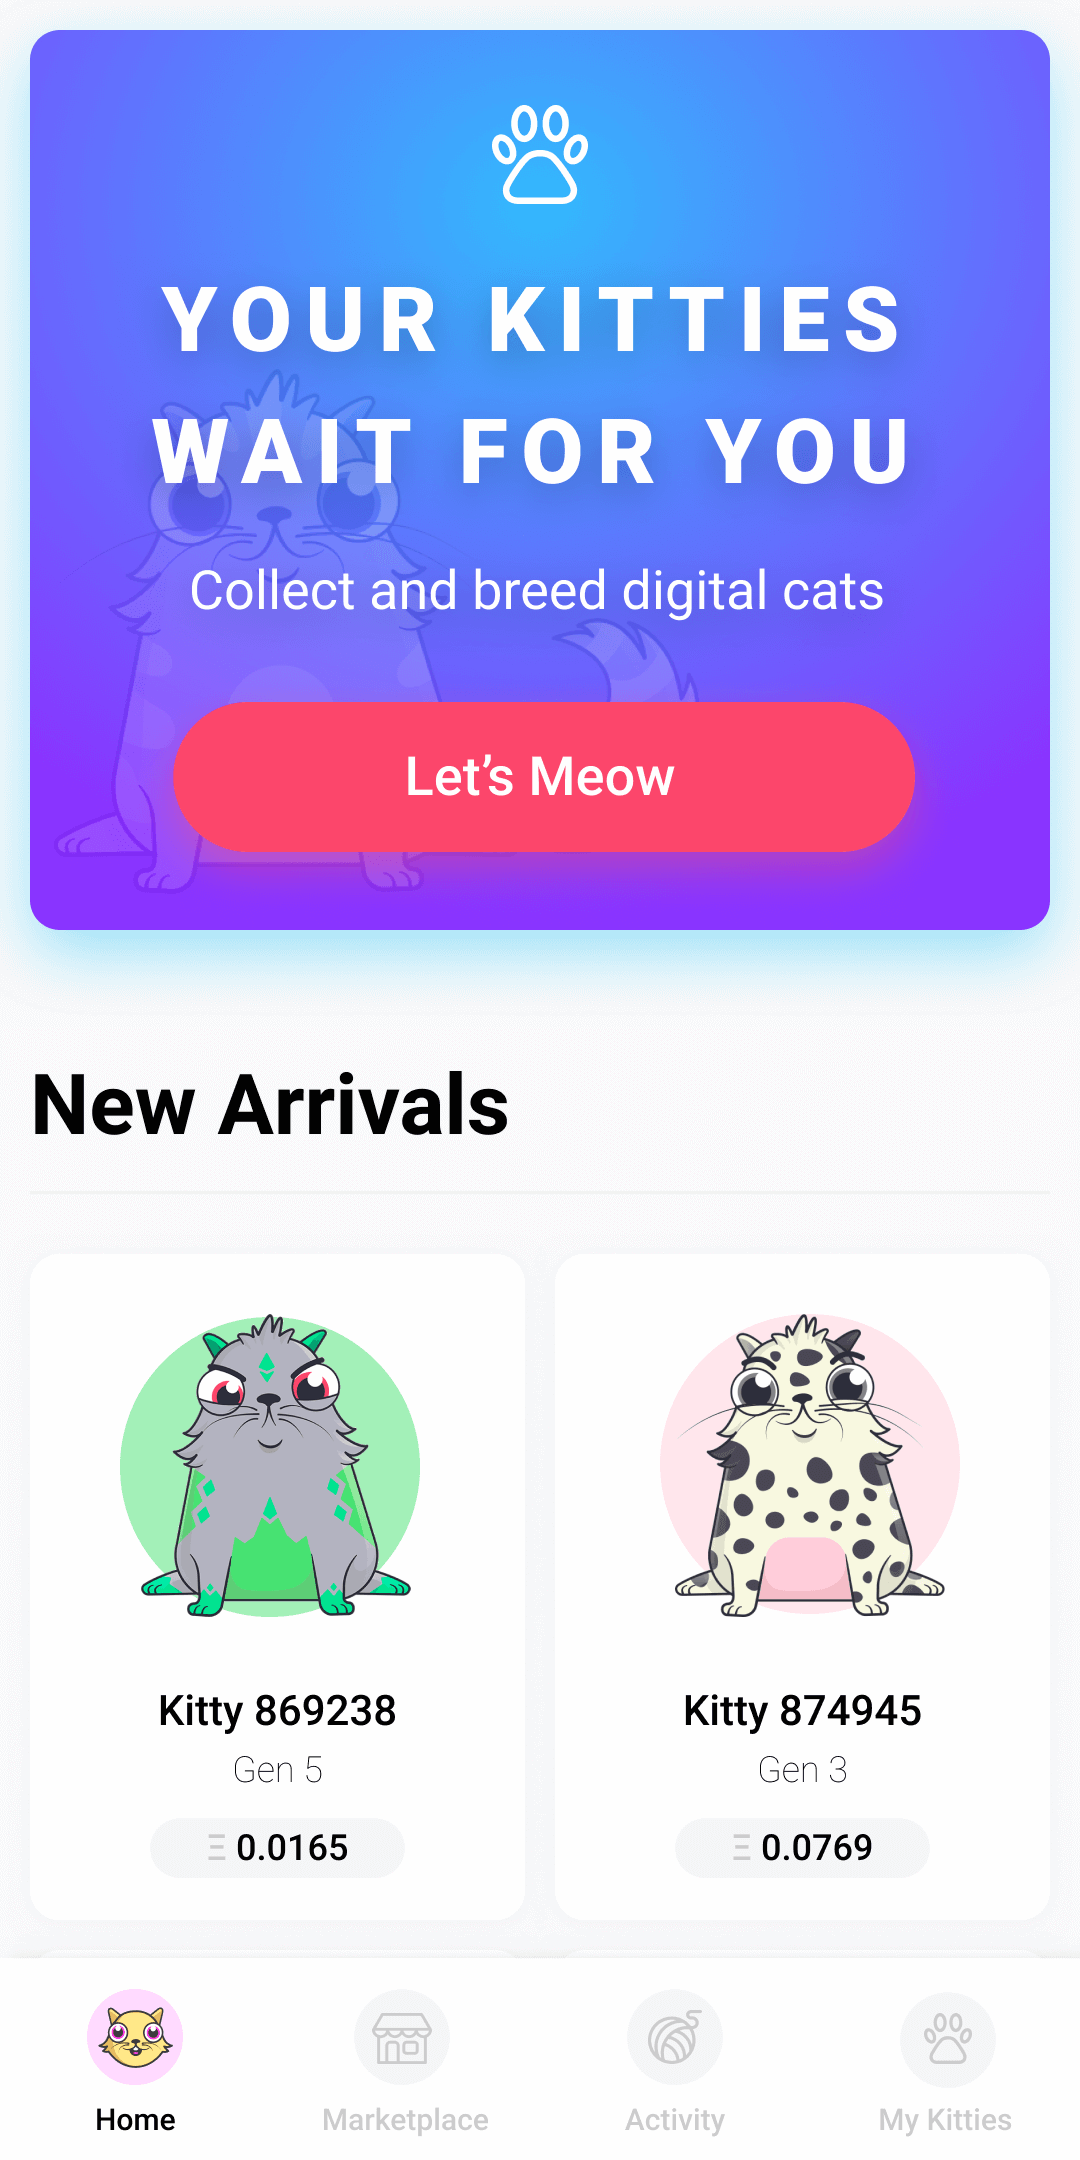 YOUR KITTIES
WAIT FOR YOU
Collect and breed digital cats
Let’s Meow
New Arrivals
Kitty 869238
Gen 5
Ξ 0.0165
Kitty 874945
Gen 3
Ξ 0.0769
Home
Marketplace
Activity
My Kitties